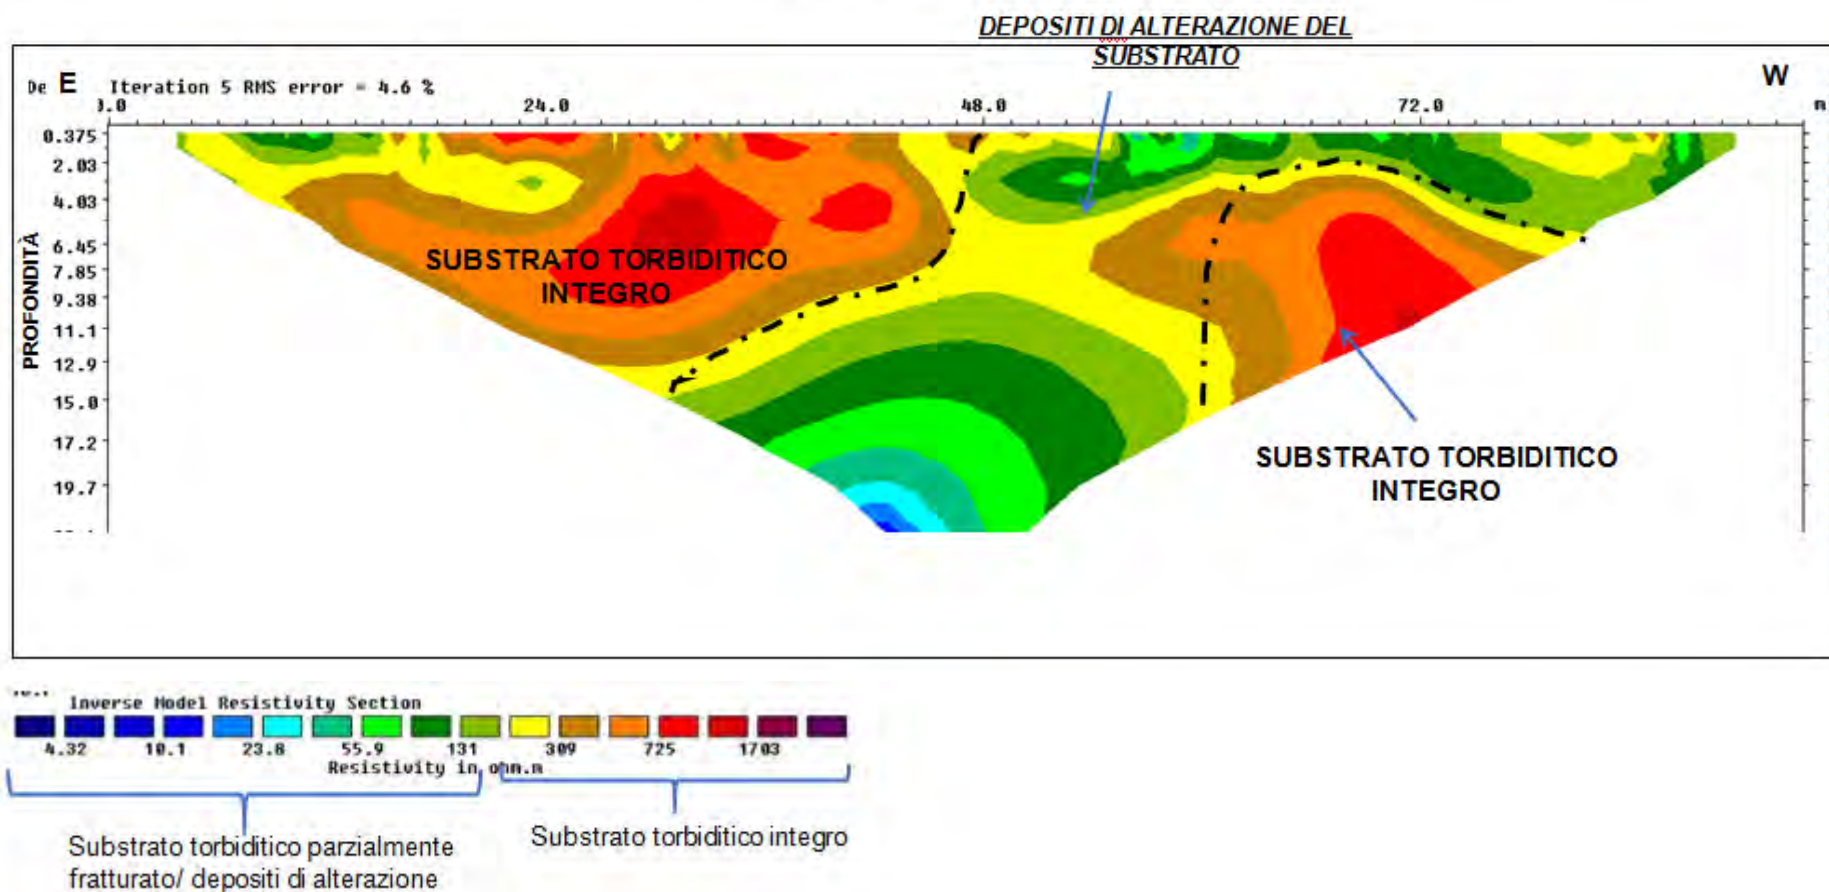 DEPOSITI DI ALTERAZIONE DEL
SUBSTRATO
De E Iteration 5 RMS error = 4.6 % W
24.0 48.0 72.0 m
0.375
2.03
4.03
6.45
7.85
9.38
11.1
12.9
15.0
17.2
19.7
PROFONDITÀ
SUBSTRATO TORBIDITICO
INTEGRO
SUBSTRATO TORBIDITICO
INTEGRO
Inverse Model Resistivity Section
4.32 10.1 23.8 55.9 131 309 725 1703
Resistivity in ohm.m
Substrato torbiditico parzialmente
fratturato/ depositi di alterazione
Substrato torbiditico integro